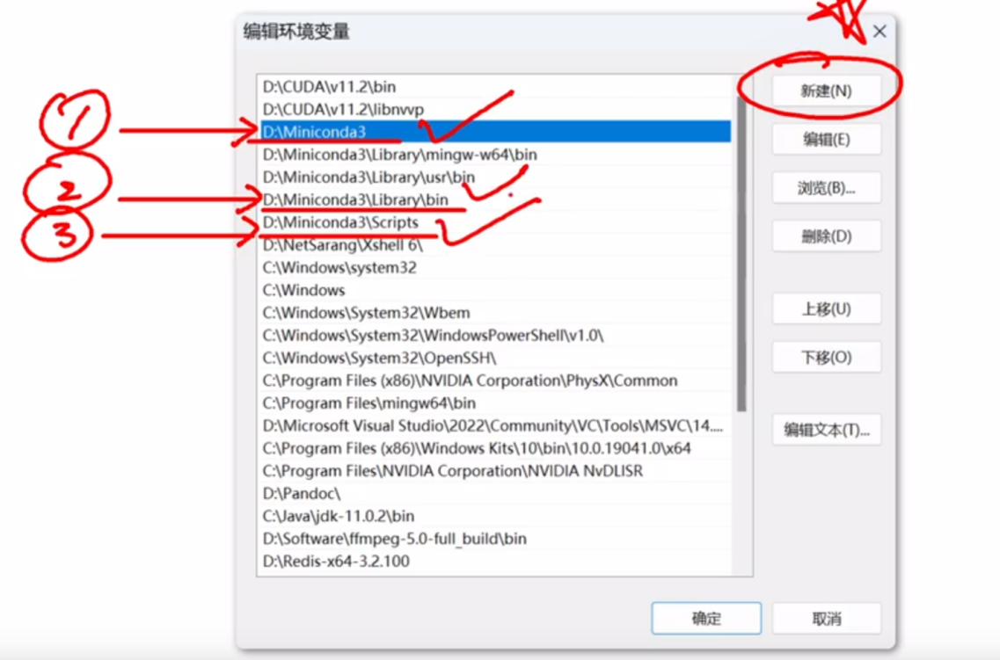 编辑环境变量
D:\CUDA\v11.2\bin
新建(N)
D:\CUDA\v11.2\libnvvp
1
D:\Miniconda3
编辑(E)
D:\Miniconda3\Library\mingw-w64\bin
D:\Miniconda3\Library\usr\bin
浏览(B)...
2
D:\Miniconda3\Library\bin
3
D:\Miniconda3\Scripts
删除(D)
D:\NetSarang\Xshell 6\
C:\Windows\system32
C:\Windows
上移(U)
C:\Windows\System32\Wbem
C:\Windows\System32\WindowsPowerShell\v1.0\
C:\Windows\System32\OpenSSH\
下移(O)
C:\Program Files (x86)\NVIDIA Corporation\PhysX\Common
C:\Program Files\mingw64\bin
D:\Microsoft Visual Studio\2022\Community\VC\Tools\MSVC\14....
编辑文本(T)...
C:\Program Files (x86)\Windows Kits\10\bin\10.0.19041.0\x64
C:\Program Files\NVIDIA Corporation\NVIDIA NvDLISR
D:\Pandoc\
C:\Java\jdk-11.0.2\bin
D:\Software\ffmpeg-5.0-full_build\bin
D:\Redis-x64-3.2.100
确定
取消